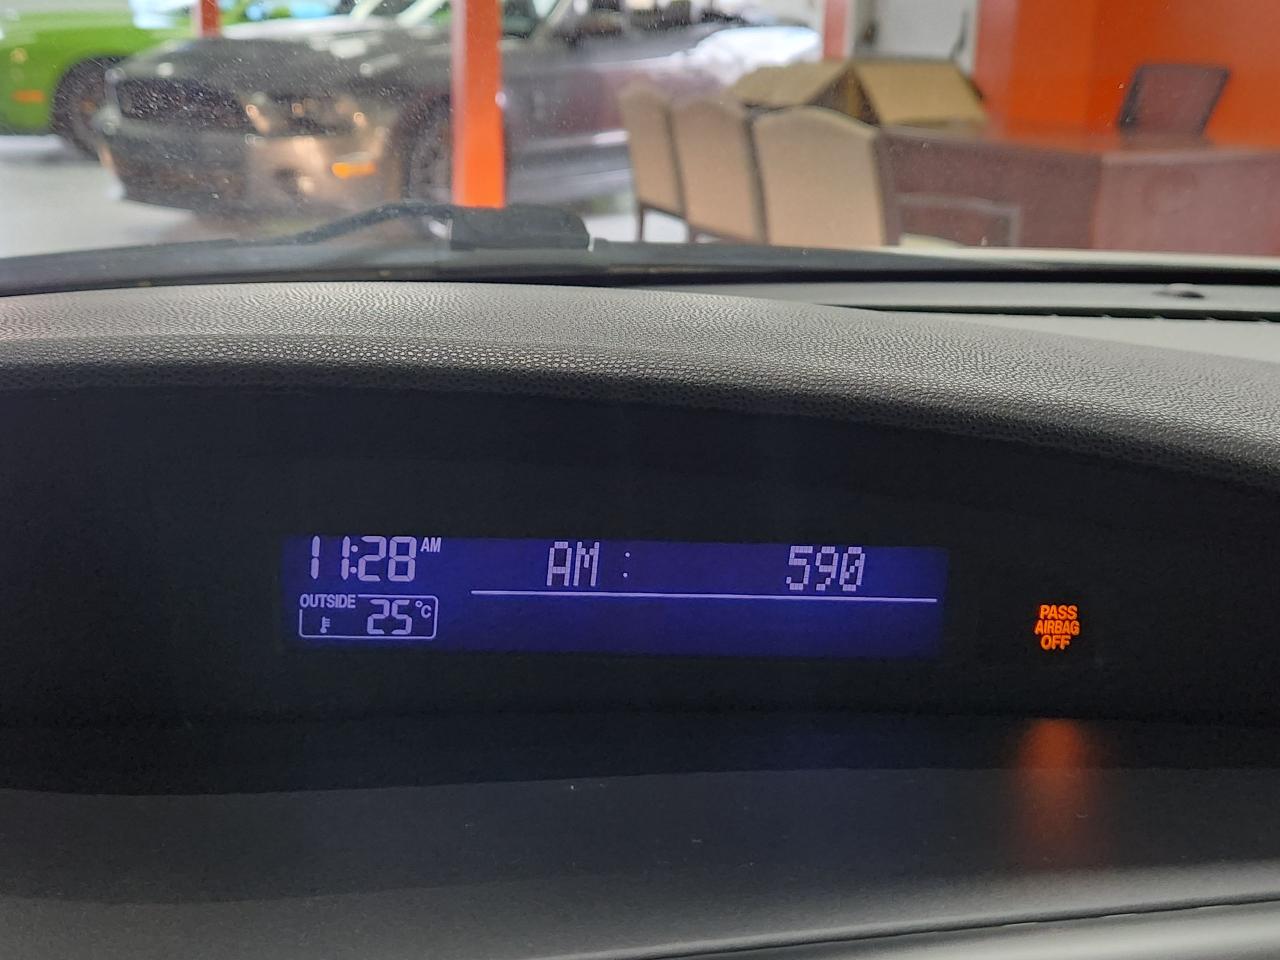 11:28 AM
AM : 590
OUTSIDE 25°C
PASS
AIRBAG
OFF